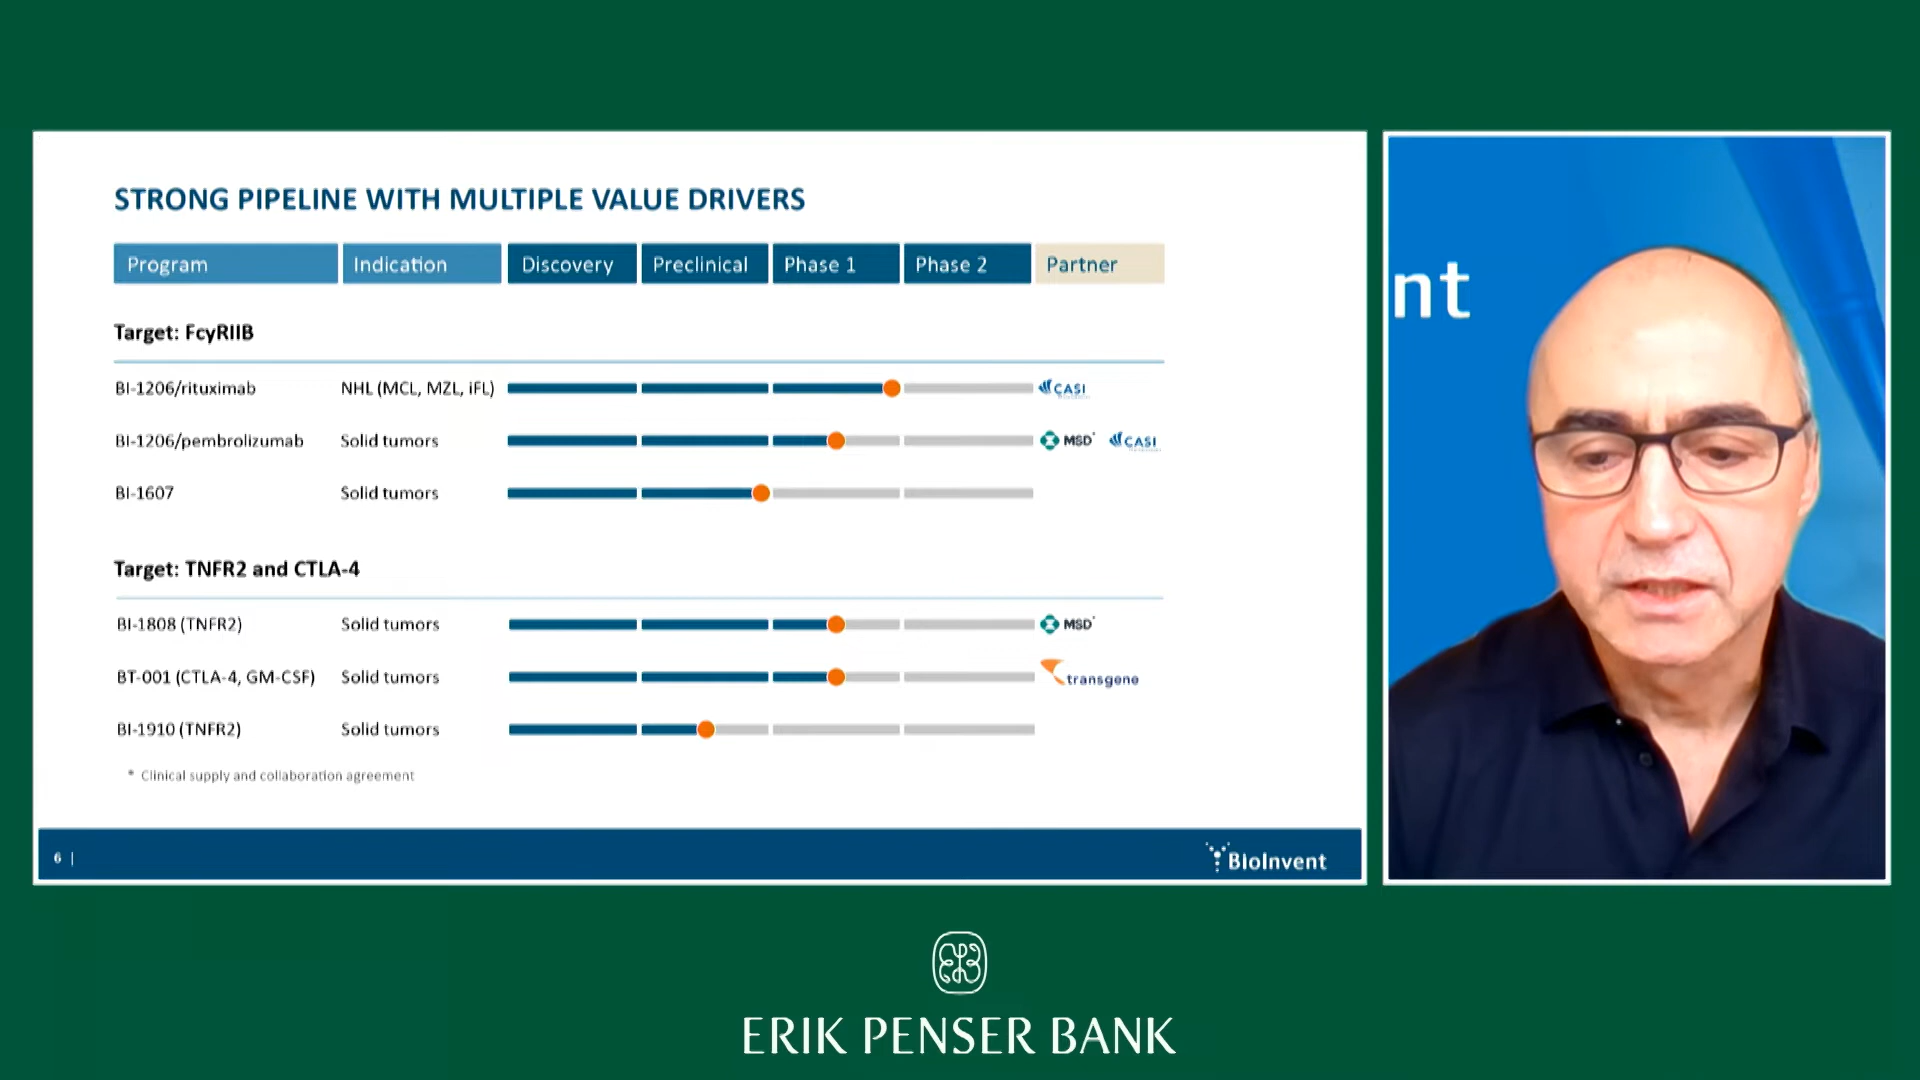 STRONG PIPELINE WITH MULTIPLE VALUE DRIVERS
Program Indication Discovery Preclinical Phase 1 Phase 2 Partner
Target: FcγRIIB
BI-1206/rituximab NHL (MCL, MZL, iFL) CASI
BI-1206/pembrolizumab Solid tumors MSD* CASI
BI-1607 Solid tumors
Target: TNFR2 and CTLA-4
BI-1808 (TNFR2) Solid tumors MSD*
BT-001 (CTLA-4, GM-CSF) Solid tumors transgene
BI-1910 (TNFR2) Solid tumors
* Clinical supply and collaboration agreement
6 |
BioInvent
nt
ERIK PENSER BANK